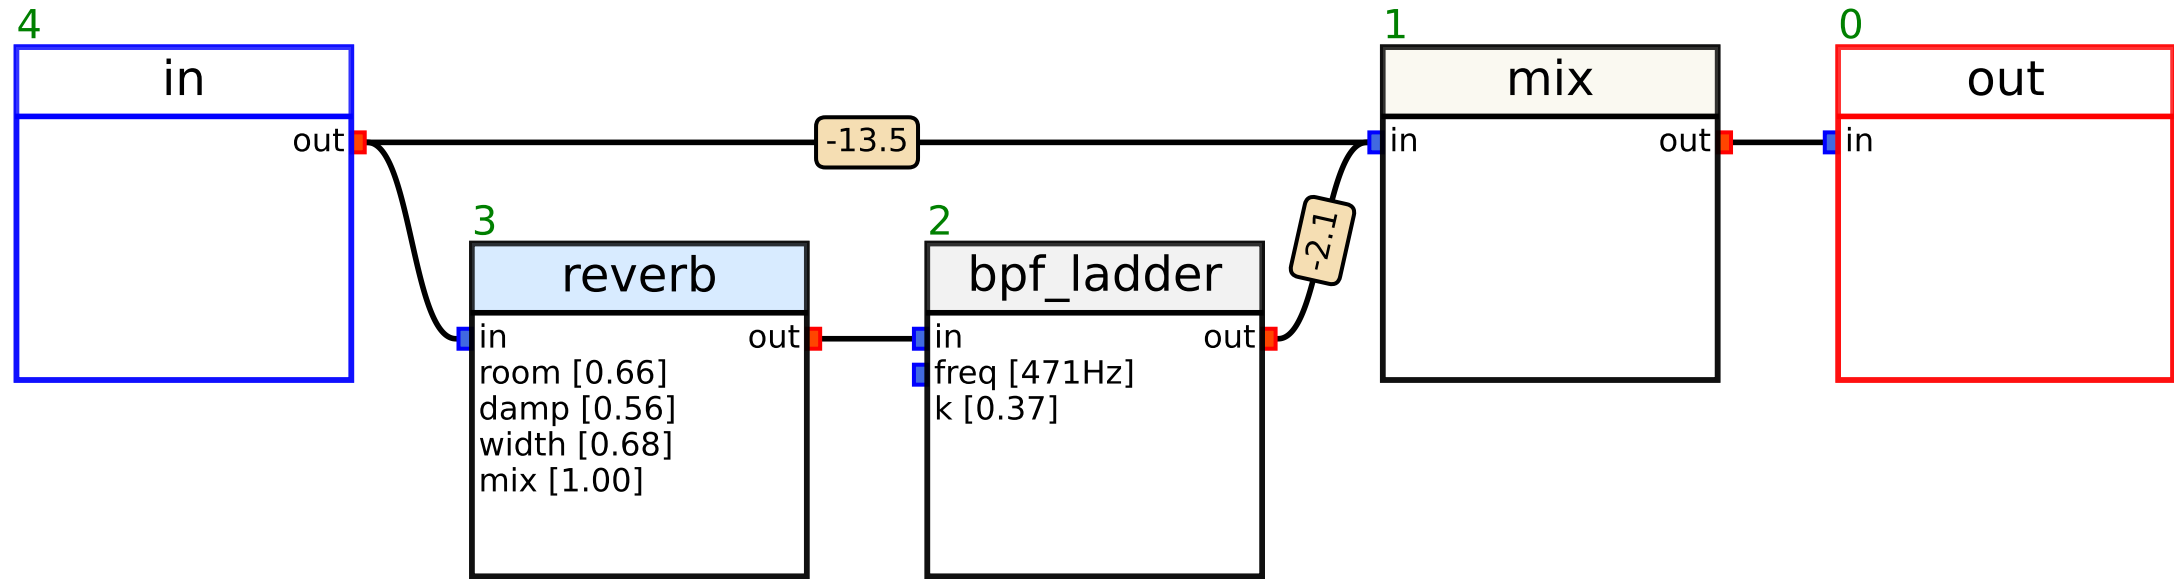 4
in
out
-13.5
1
mix
in
out
0
out
in
3
reverb
in
out
room [0.66]
damp [0.56]
width [0.68]
mix [1.00]
2
bpf_ladder
in
out
freq [471Hz]
k [0.37]
-2.1